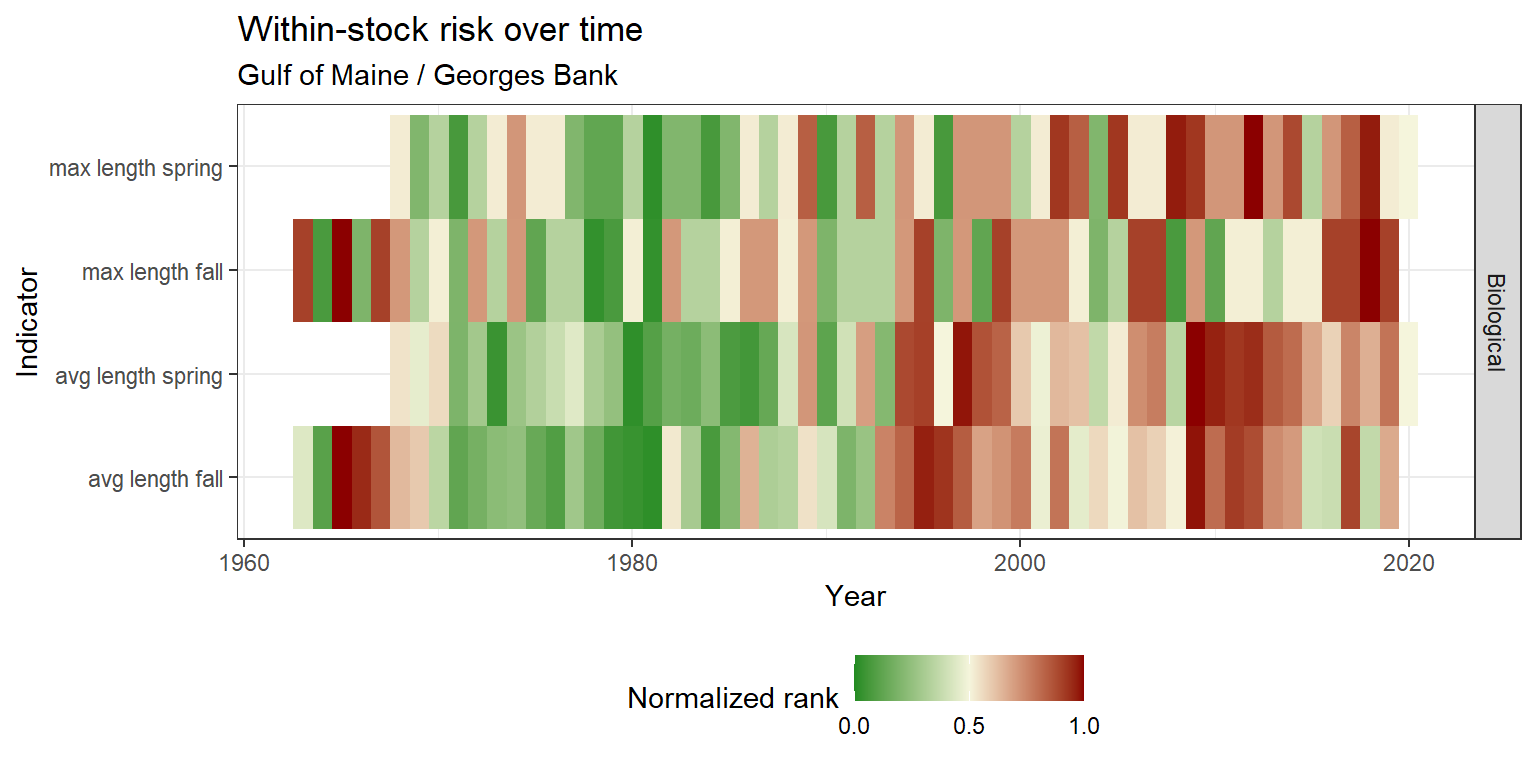 Within-stock risk over time
Gulf of Maine / Georges Bank
max length spring
max length fall
avg length spring
avg length fall
Indicator
Biological
1960 1980 2000 2020
Year
Normalized rank
0.0 0.5 1.0